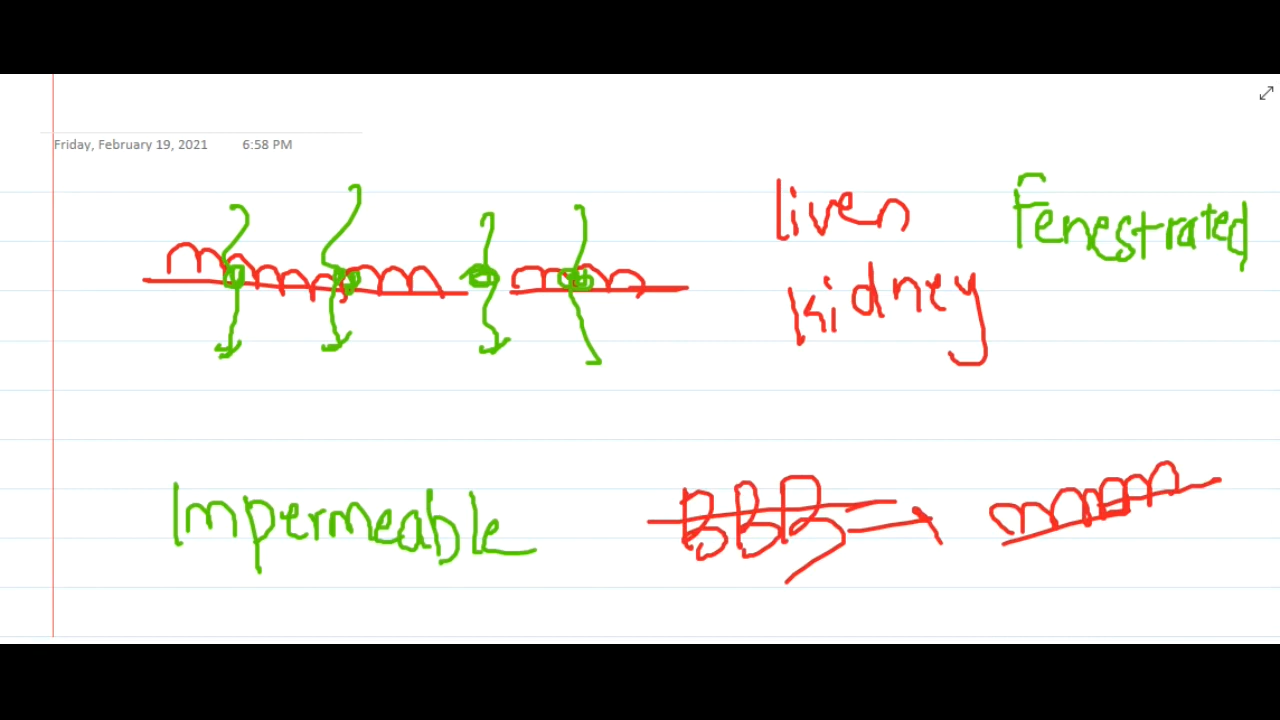 Friday, February 19, 2021 6:58 PM
liver Fenestrated
kidney
Impermeable BBB